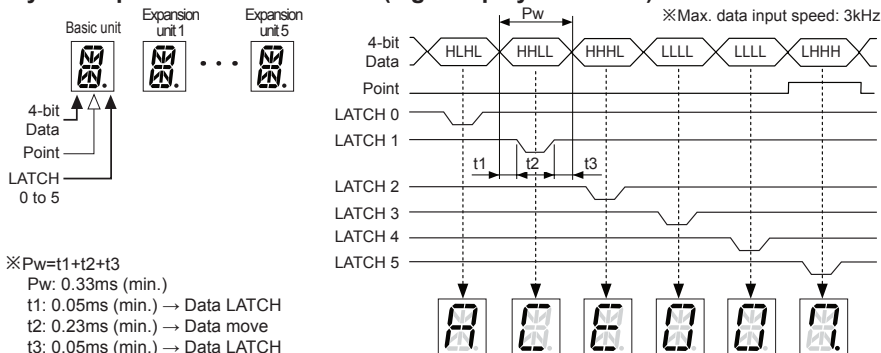 Basic unit
Expansion
unit 1
Expansion
unit 5
4-bit
Data
Point
LATCH
0 to 5
※Pw=t1+t2+t3
Pw: 0.33ms (min.)
t1: 0.05ms (min.) → Data LATCH
t2: 0.23ms (min.) → Data move
t3: 0.05ms (min.) → Data LATCH
Pw
※Max. data input speed: 3kHz
4-bit
Data
HLHL
HHLL
HHHL
LLLL
LLLL
LHHH
Point
LATCH 0
LATCH 1
t1
t2
t3
LATCH 2
LATCH 3
LATCH 4
LATCH 5
A
C
E
0
0
7.